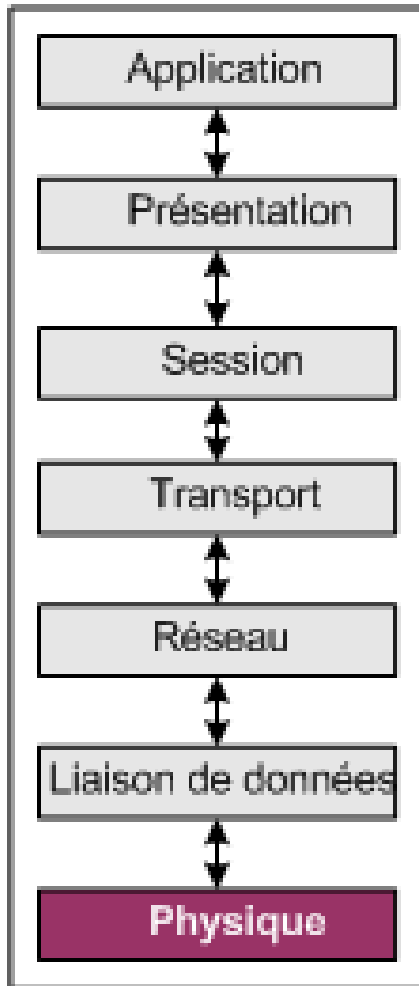 Application
Présentation
Session
Transport
Réseau
Liaison de données
Physique